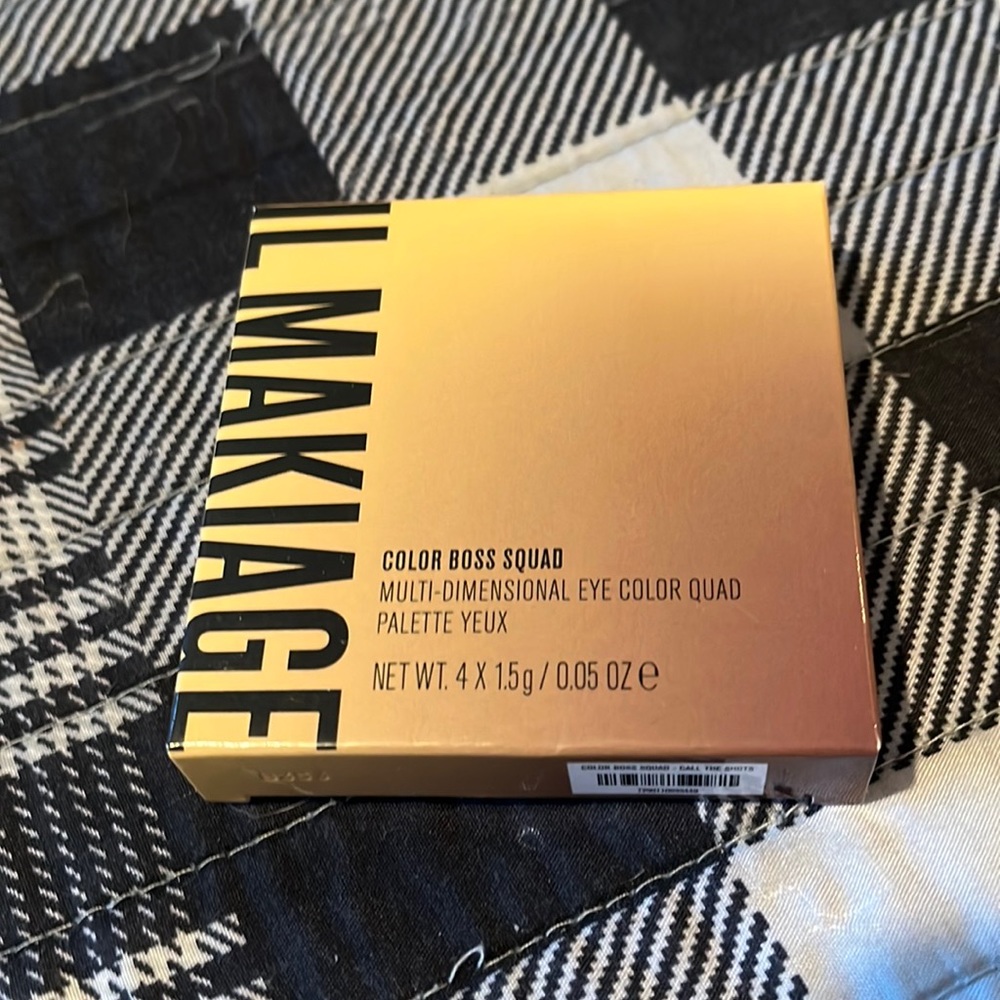 IL MAKIAGE
COLOR BOSS SQUAD
MULTI-DIMENSIONAL EYE COLOR QUAD
PALETTE YEUX
NET WT. 4 X 1.5g / 0.05 OZ ℮
COLOR BOSS SQUAD - CALL THE SHOTS